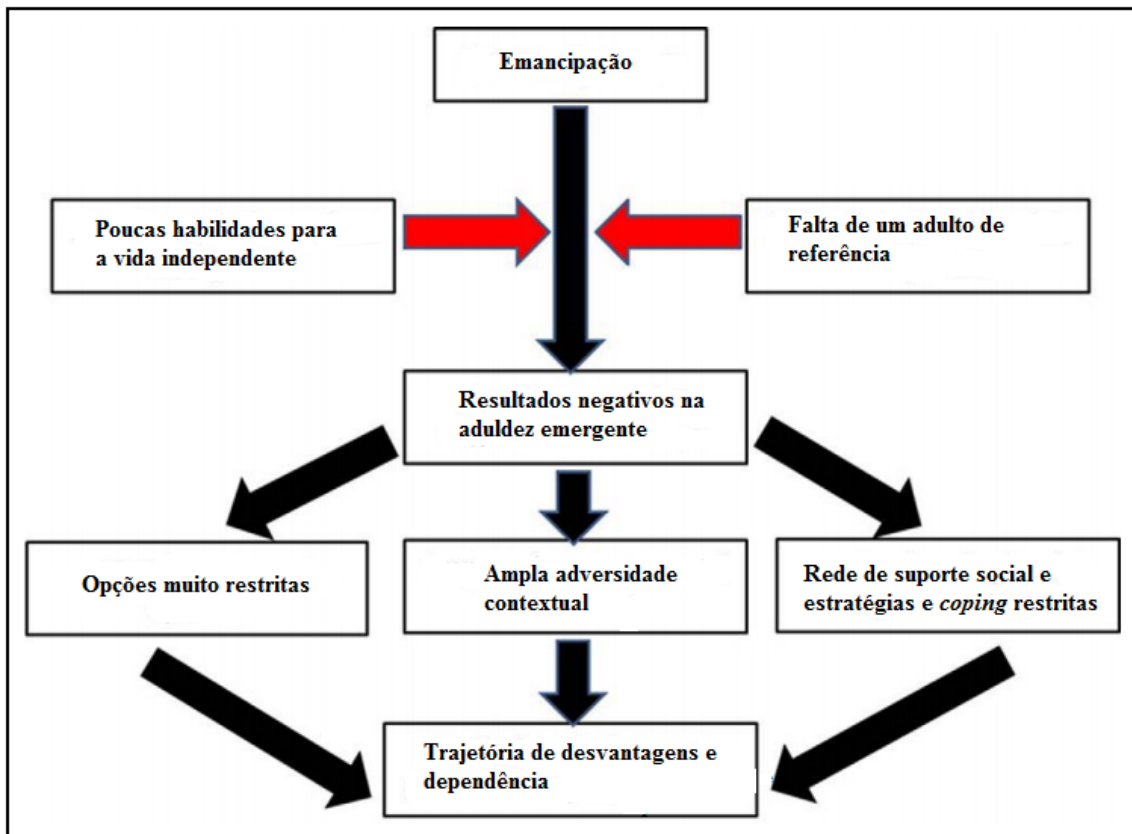 Emancipação
Poucas habilidades para
a vida independente
Falta de um adulto de
referência
Resultados negativos na
aduldez emergente
Opções muito restritas
Ampla adversidade
contextual
Rede de suporte social e
estratégias e coping restritas
Trajetória de desvantagens e
dependência